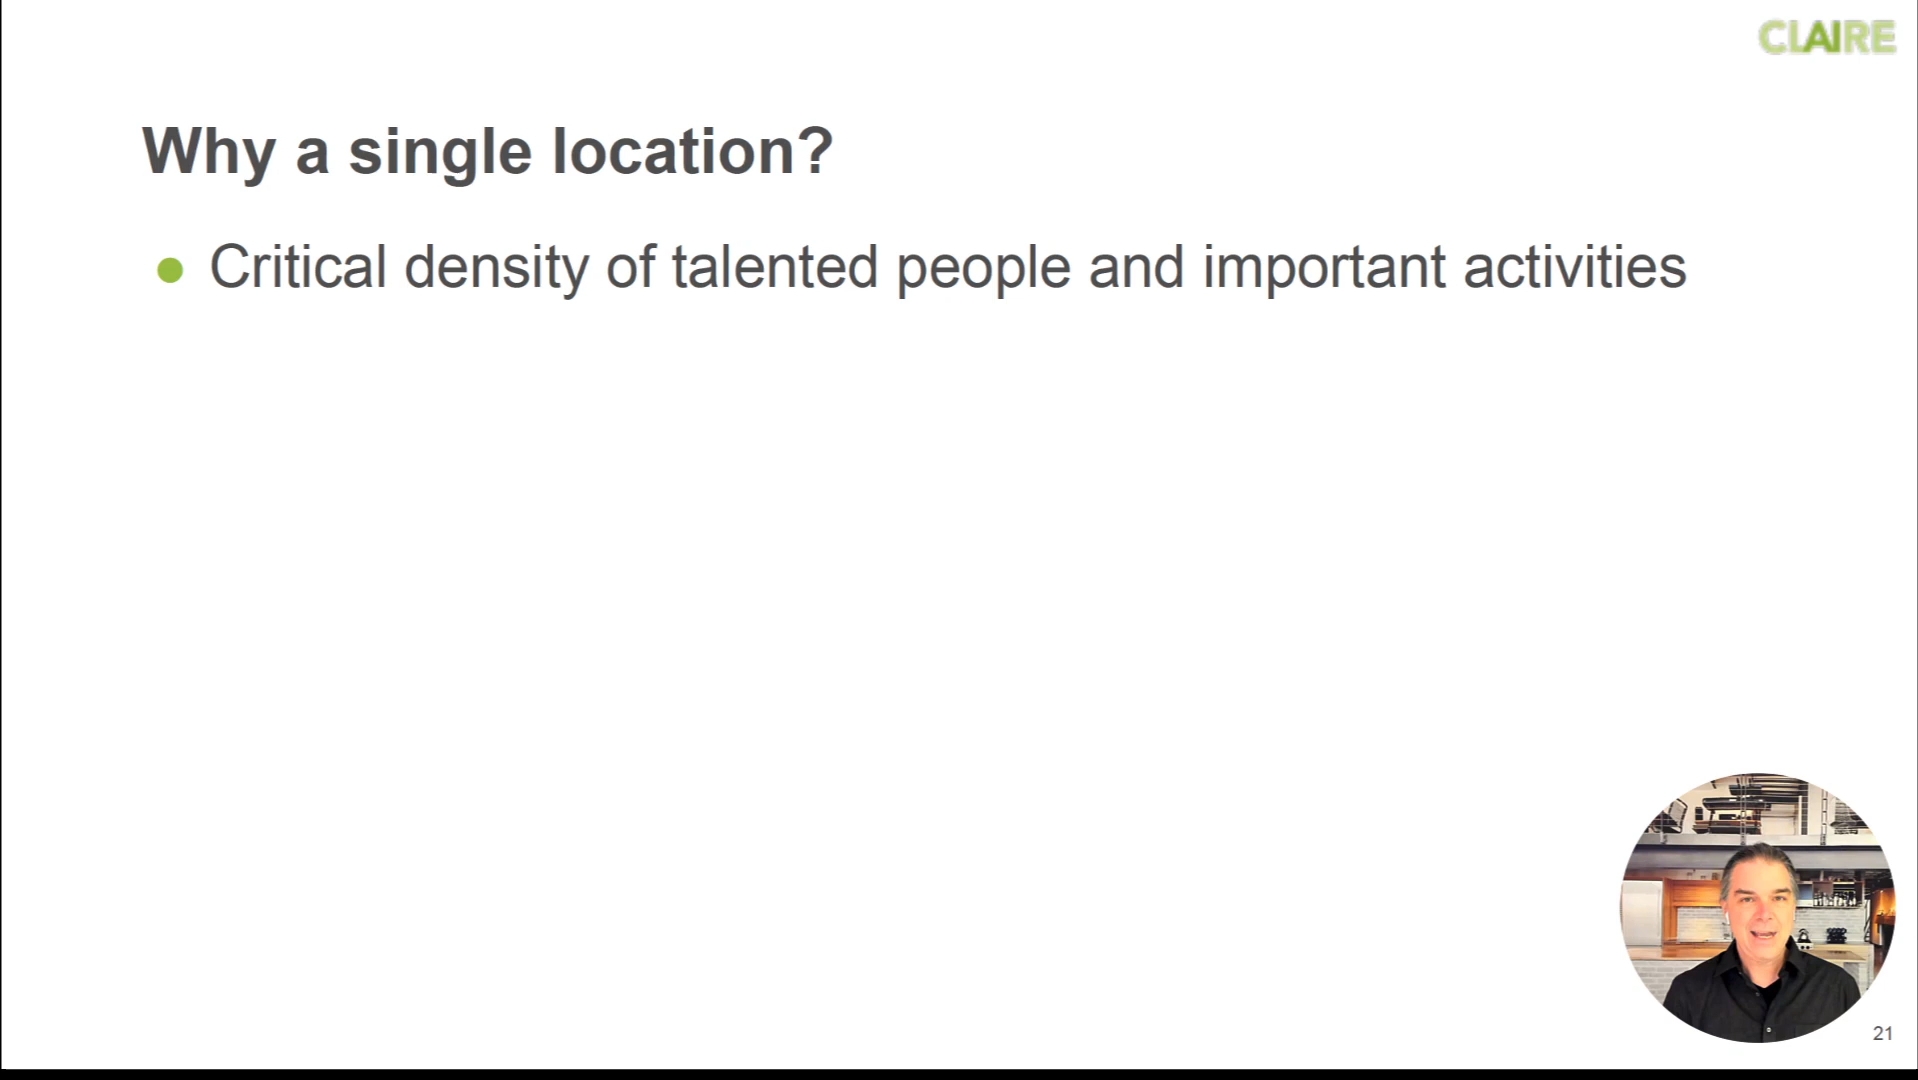 CLAIRE
Why a single location?
Critical density of talented people and important activities
21